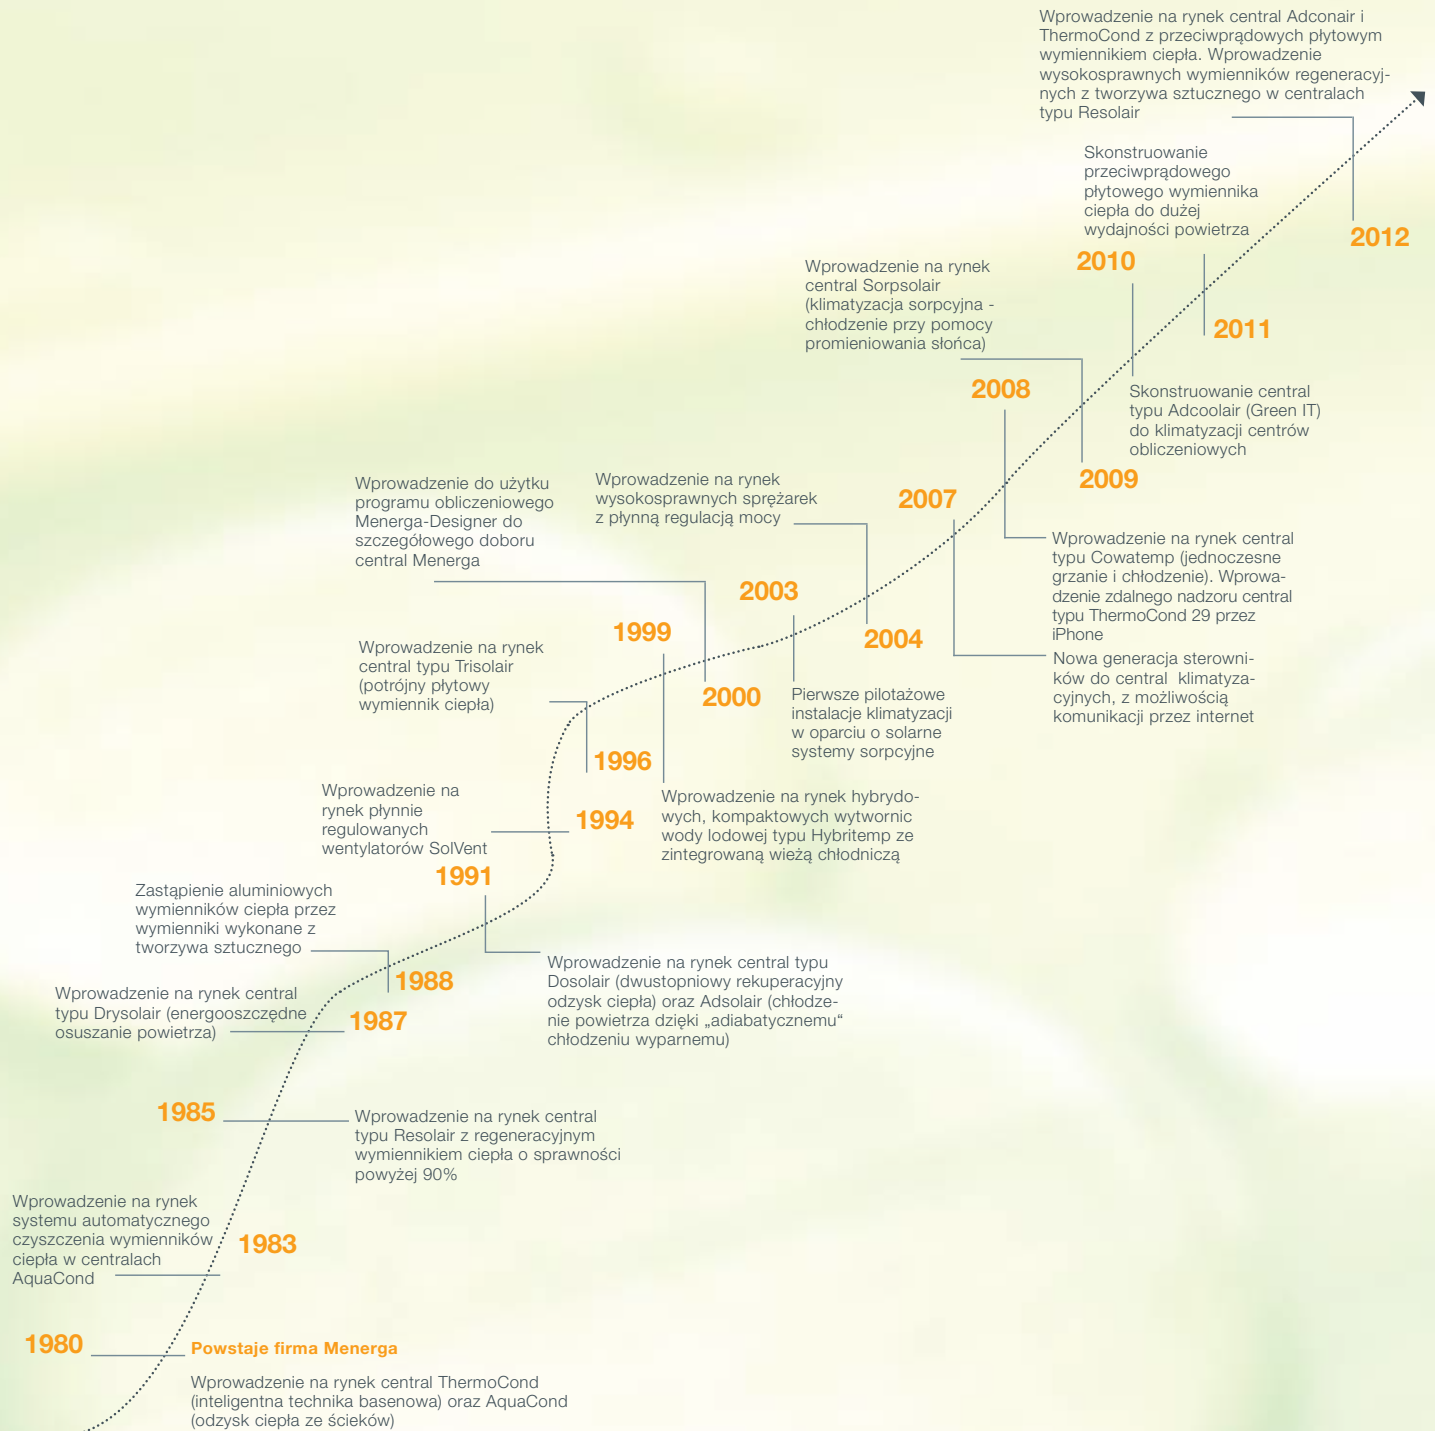 Wprowadzenie na rynek central Adconair i
ThermoCond z przeciwprądowych płytowym
wymiennikiem ciepła. Wprowadzenie
wysokosprawnych wymienników regeneracyj-
nych z tworzywa sztucznego w centralach
typu Resolair
2012
Skonstruowanie
przeciwprądowego
płytowego wymiennika
ciepła do dużej
wydajności powietrza
2011
2010
Skonstruowanie central
typu Adcoolair (Green IT)
do klimatyzacji centrów
obliczeniowych
Wprowadzenie na rynek
central Sorpsolair
(klimatyzacja sorpcyjna -
chłodzenie przy pomocy
promieniowania słońca)
2009
2008
Wprowadzenie na rynek central
typu Cowatemp (jednoczesne
grzanie i chłodzenie). Wprowa-
dzenie zdalnego nadzoru central
typu ThermoCond 29 przez
iPhone
2007
Nowa generacja sterowni-
ków do central klimatyza-
cyjnych, z możliwością
komunikacji przez internet
Wprowadzenie na rynek
wysokosprawnych sprężarek
z płynną regulacją mocy
2004
2003
Pierwsze pilotażowe
instalacje klimatyzacji
w oparciu o solarne
systemy sorpcyjne
Wprowadzenie do użytku
programu obliczeniowego
Menerga-Designer do
szczegółowego doboru
central Menerga
2000
1999
Wprowadzenie na rynek hybrydo-
wych, kompaktowych wytwornic
wody lodowej typu Hybritemp ze
zintegrowaną wieżą chłodniczą
Wprowadzenie na rynek
central typu Trisolair
(potrójny płytowy
wymiennik ciepła)
1996
Wprowadzenie na
rynek płynnie
regulowanych
wentylatorów SolVent
1994
1991
Wprowadzenie na rynek central typu
Dosolair (dwustopniowy rekuperacyjny
odzysk ciepła) oraz Adsolair (chłodze-
nie powietrza dzięki „adiabatycznemu“
chłodzeniu wyparnemu)
Zastąpienie aluminiowych
wymienników ciepła przez
wymienniki wykonane z
tworzywa sztucznego
1988
Wprowadzenie na rynek central
typu Drysolair (energooszczędne
osuszanie powietrza)
1987
1985
Wprowadzenie na rynek central
typu Resolair z regeneracyjnym
wymiennikiem ciepła o sprawności
powyżej 90%
Wprowadzenie na rynek
systemu automatycznego
czyszczenia wymienników
ciepła w centralach
AquaCond
1983
1980
Powstaje firma Menerga
Wprowadzenie na rynek central ThermoCond
(inteligentna technika basenowa) oraz AquaCond
(odzysk ciepła ze ścieków)